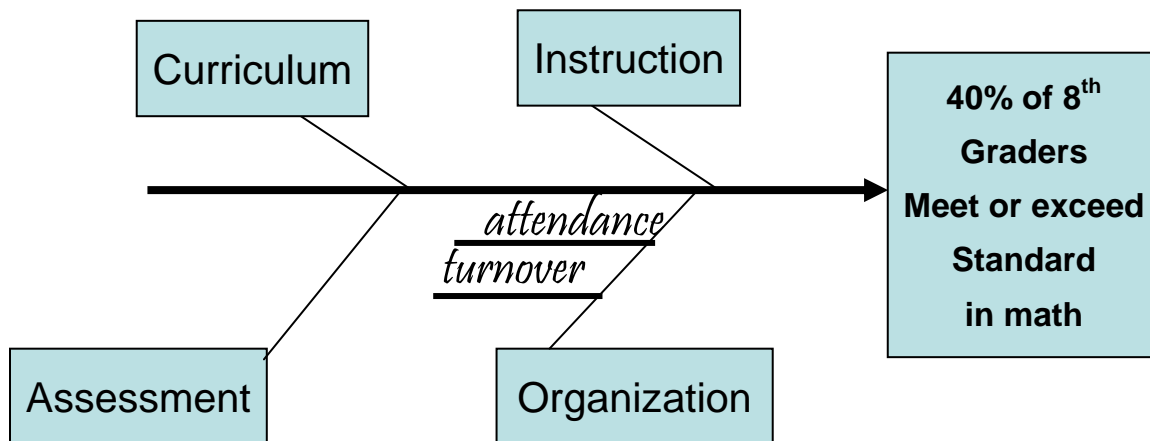 Curriculum
Instruction
40% of 8th
Graders
Meet or exceed
Standard
in math
attendance
turnover
Assessment
Organization